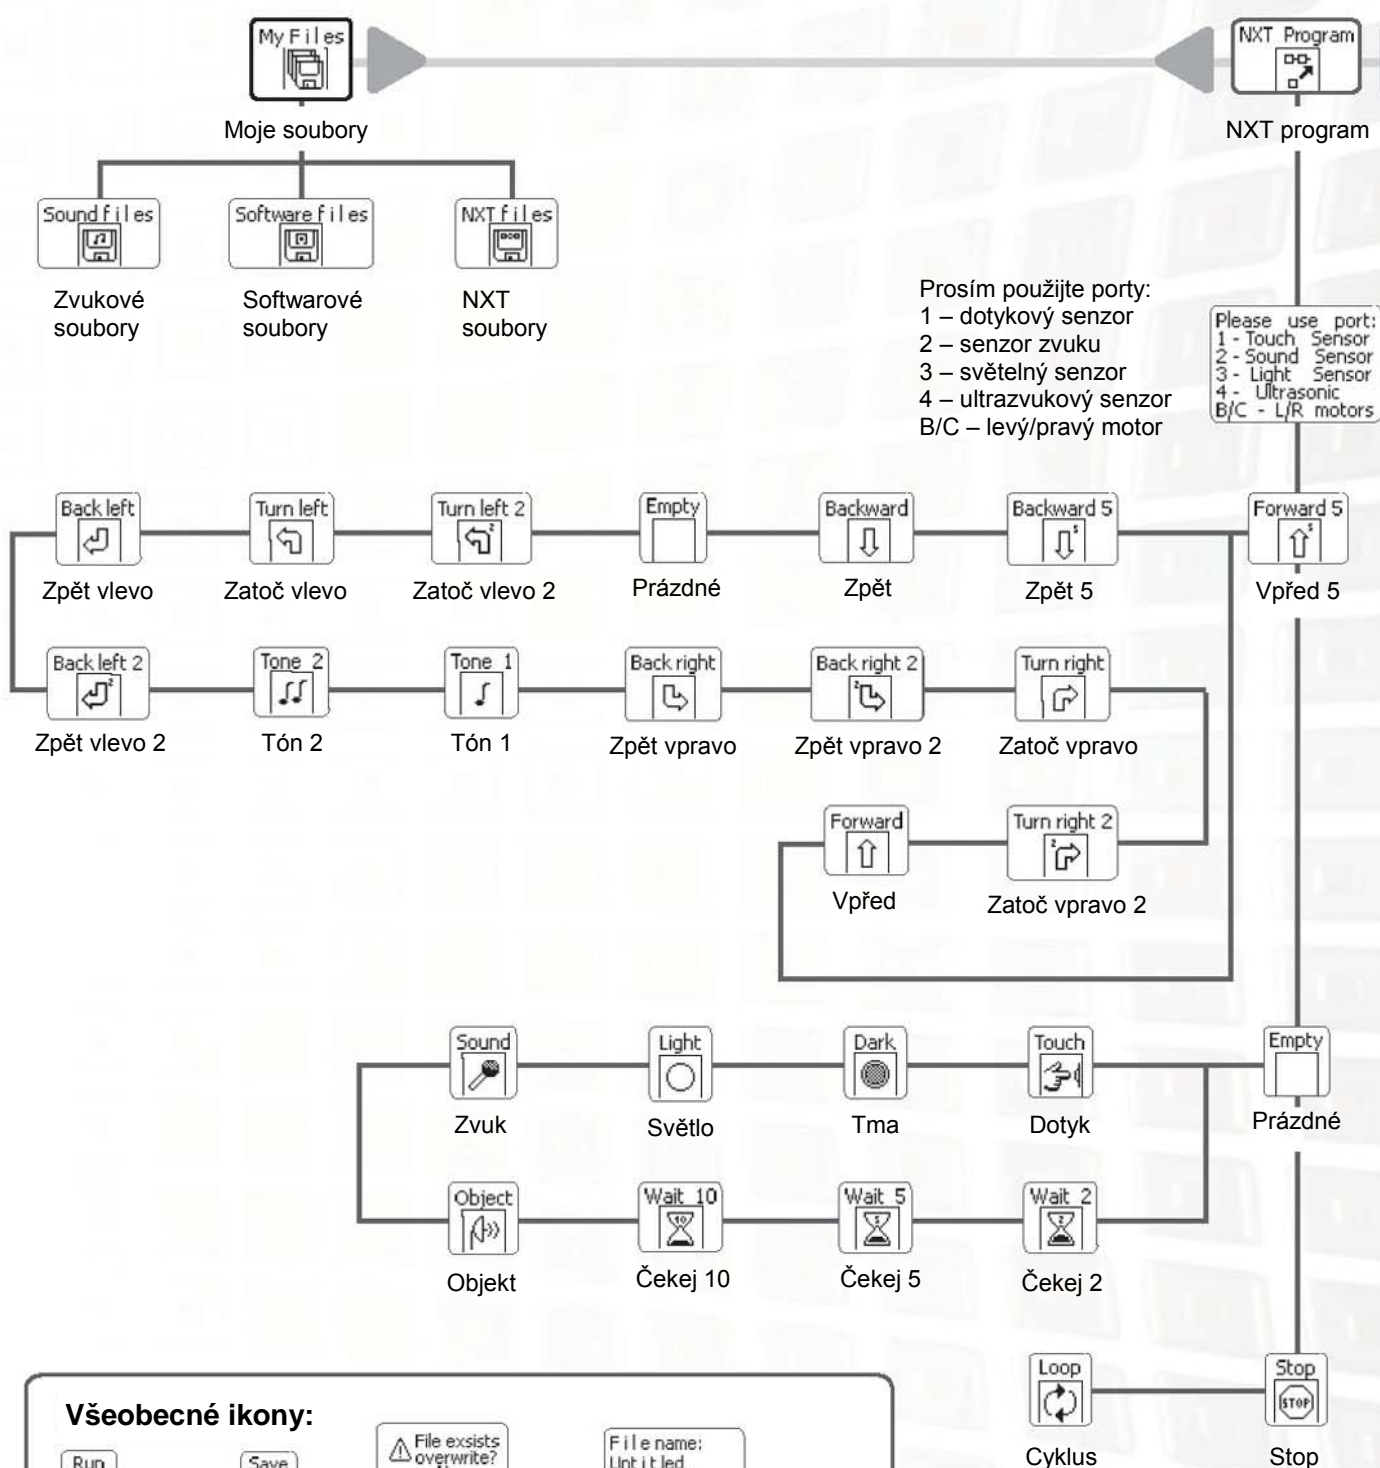 My Files
NXT Program
Moje soubory
NXT program
Sound files
Software files
NXT files
Zvukové
soubory
Softwarové
soubory
NXT
soubory
Prosím použijte porty:
1 – dotykový senzor
2 – senzor zvuku
3 – světelný senzor
4 – ultrazvukový senzor
B/C – levý/pravý motor
Please use port:
1 - Touch Sensor
2 - Sound Sensor
3 - Light Sensor
4 - Ultrasonic
B/C - L/R motors
Back left
Turn left
Turn left 2
Empty
Backward
Backward 5
Forward 5
Zpět vlevo
Zatoč vlevo
Zatoč vlevo 2
Prázdné
Zpět
Zpět 5
Vpřed 5
Back left 2
Tone 2
Tone 1
Back right
Back right 2
Turn right
Zpět vlevo 2
Tón 2
Tón 1
Zpět vpravo
Zpět vpravo 2
Zatoč vpravo
Forward
Turn right 2
Vpřed
Zatoč vpravo 2
Sound
Light
Dark
Touch
Empty
Zvuk
Světlo
Tma
Dotyk
Prázdné
Object
Wait 10
Wait 5
Wait 2
Objekt
Čekej 10
Čekej 5
Čekej 2
Loop
Stop
STOP
Cyklus
Stop
Všeobecné ikony:
Run
Save
File exsists
overwrite?
File name:
Untitled